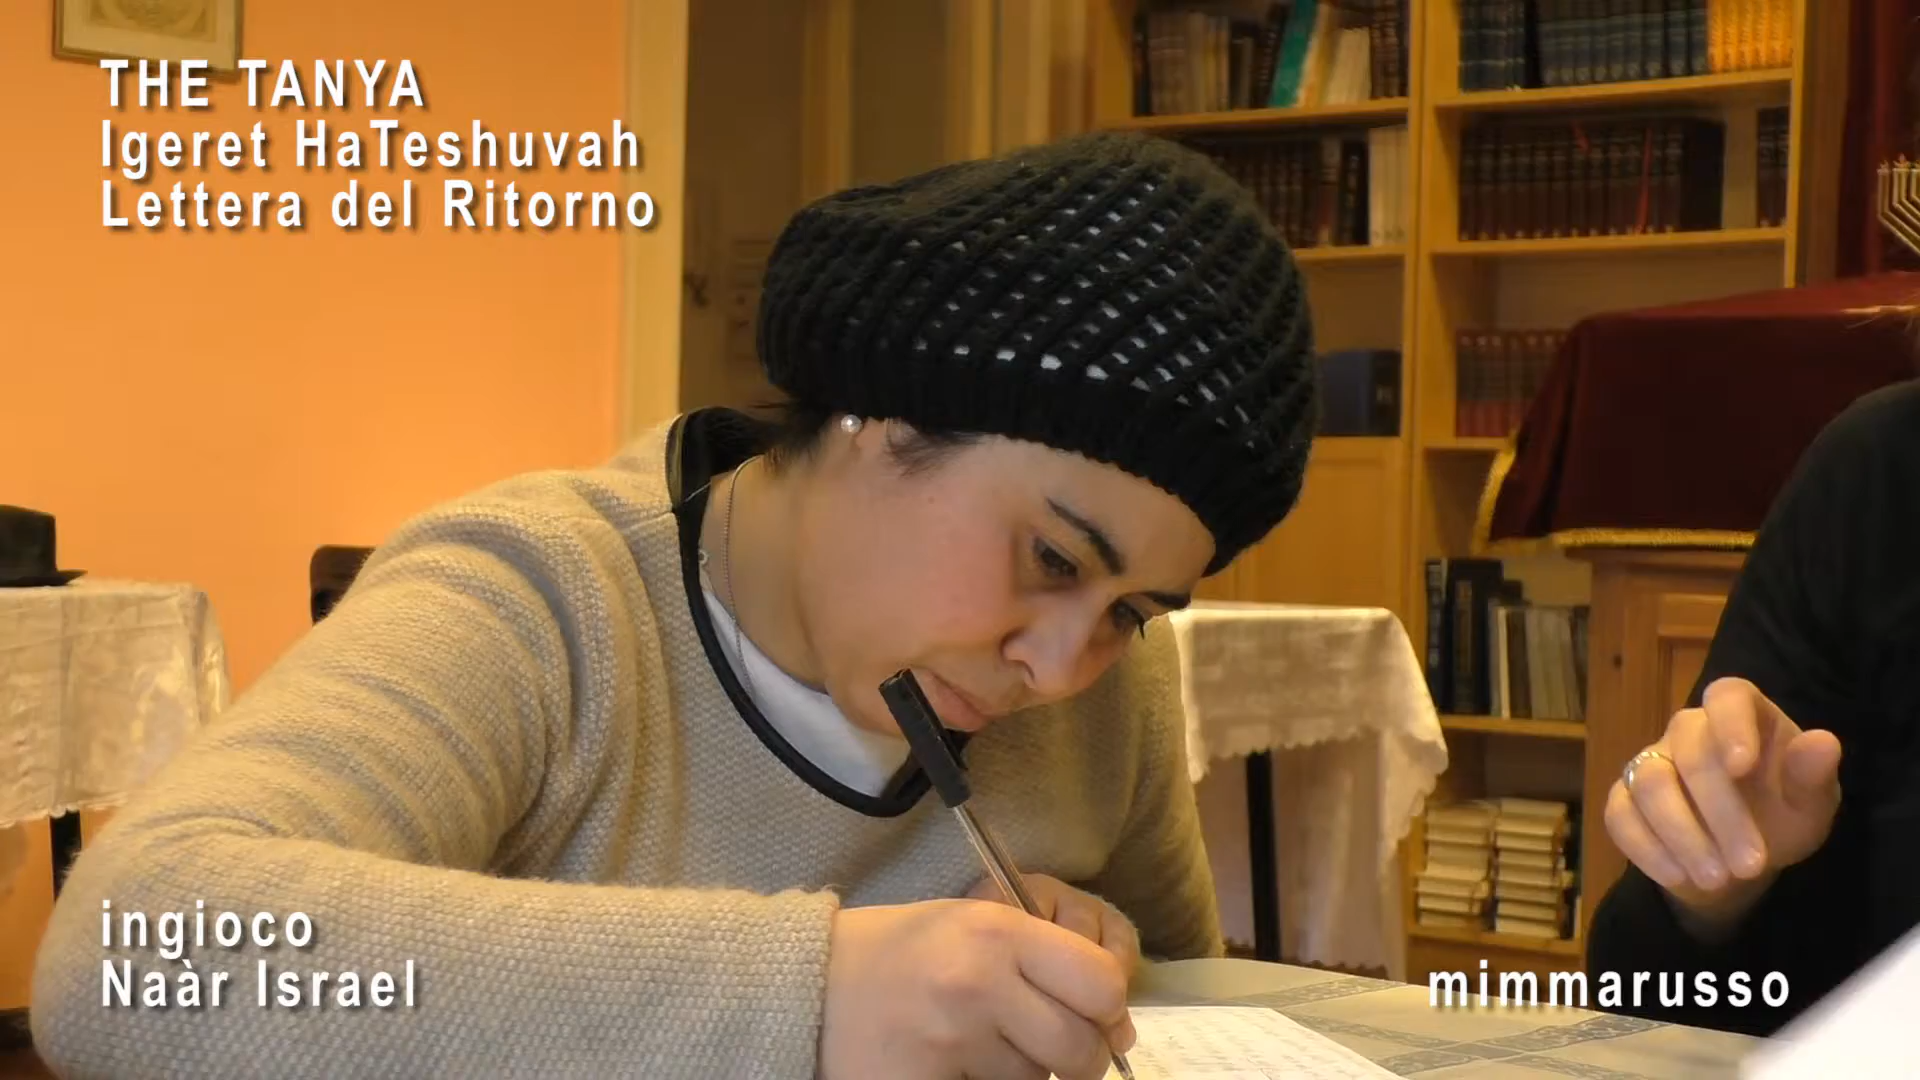 THE TANYA
Igeret HaTeshuvah
Lettera del Ritorno
ingioco
Naàr Israel
mimmarusso